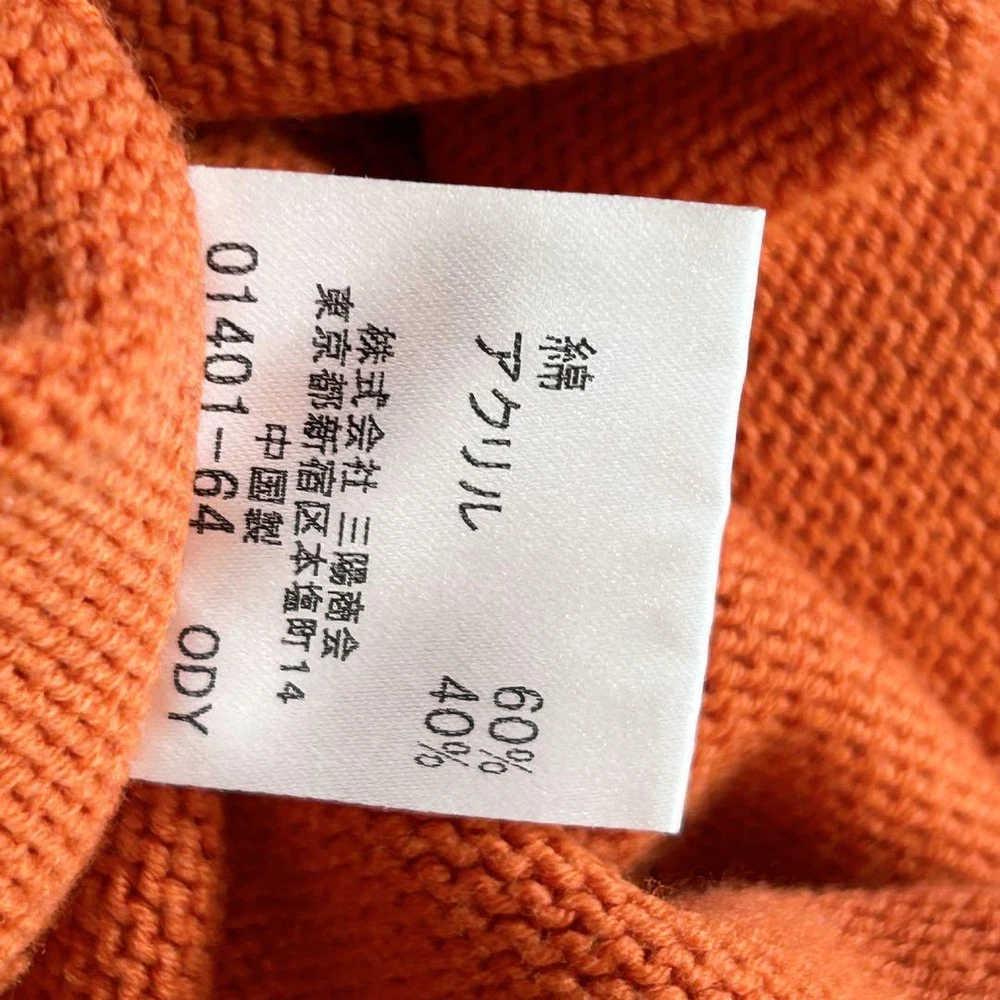 綿 60%
アクリル 40%
株式会社 三陽商会
東京都新宿区本塩町14
中国製
01401-64 ODY